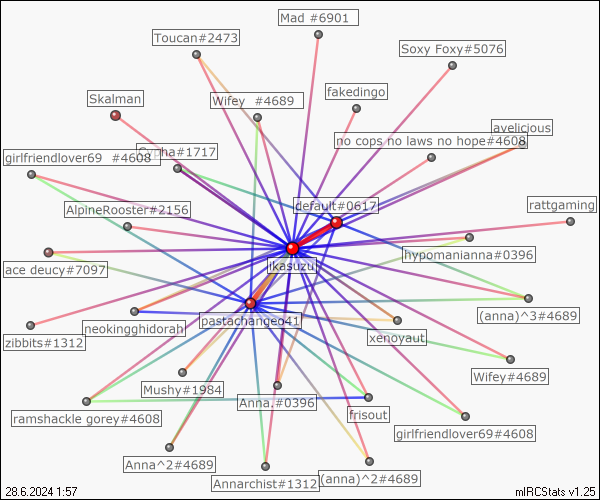 Mad #6901
Toucan#2473
Soxy Foxy#5076
Skalman
Wifey  #4689
fakedingo
avelicious
no cops no laws no hope#4608
girlfriendlover69  #4608
Cypha#1717
AlpineRooster#2156
default#0617
rattgaming
ace deucy#7097
ikasuzu
hypomanianna#0396
zibbits#1312
neokingghidorah
pastachangeo41
xenoyaut
(anna)^3#4689
Mushy#1984
Wifey#4689
ramshackle gorey#4608
Anna.#0396
frisout
girlfriendlover69#4608
Anna^2#4689
Annarchist#1312
(anna)^2#4689
28.6.2024 1:57
mIRCStats v1.25